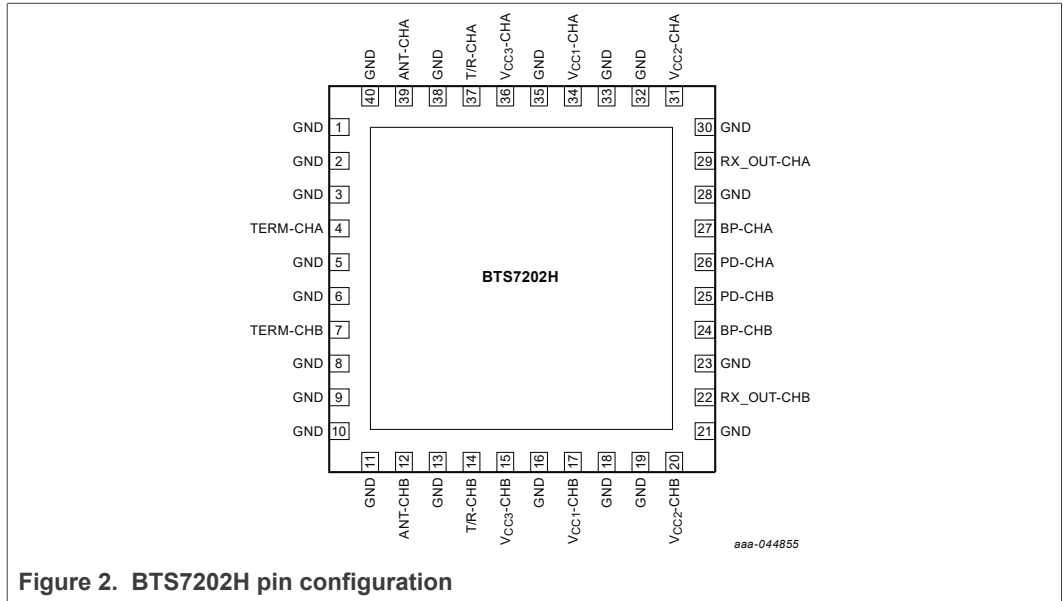 GND
ANT-CHA
GND
T/R-CHA
VCC3-CHA
GND
VCC1-CHA
GND
GND
VCC2-CHA
40
39
38
37
36
35
34
33
32
31
GND 1
GND 2
GND 3
TERM-CHA 4
GND 5
GND 6
TERM-CHB 7
GND 8
GND 9
GND 10
BTS7202H
30 GND
29 RX_OUT-CHA
28 GND
27 BP-CHA
26 PD-CHA
25 PD-CHB
24 BP-CHB
23 GND
22 RX_OUT-CHB
21 GND
11
12
13
14
15
16
17
18
19
20
GND
ANT-CHB
GND
T/R-CHB
VCC3-CHB
GND
VCC1-CHB
GND
GND
VCC2-CHB
aaa-044855
Figure 2. BTS7202H pin configuration